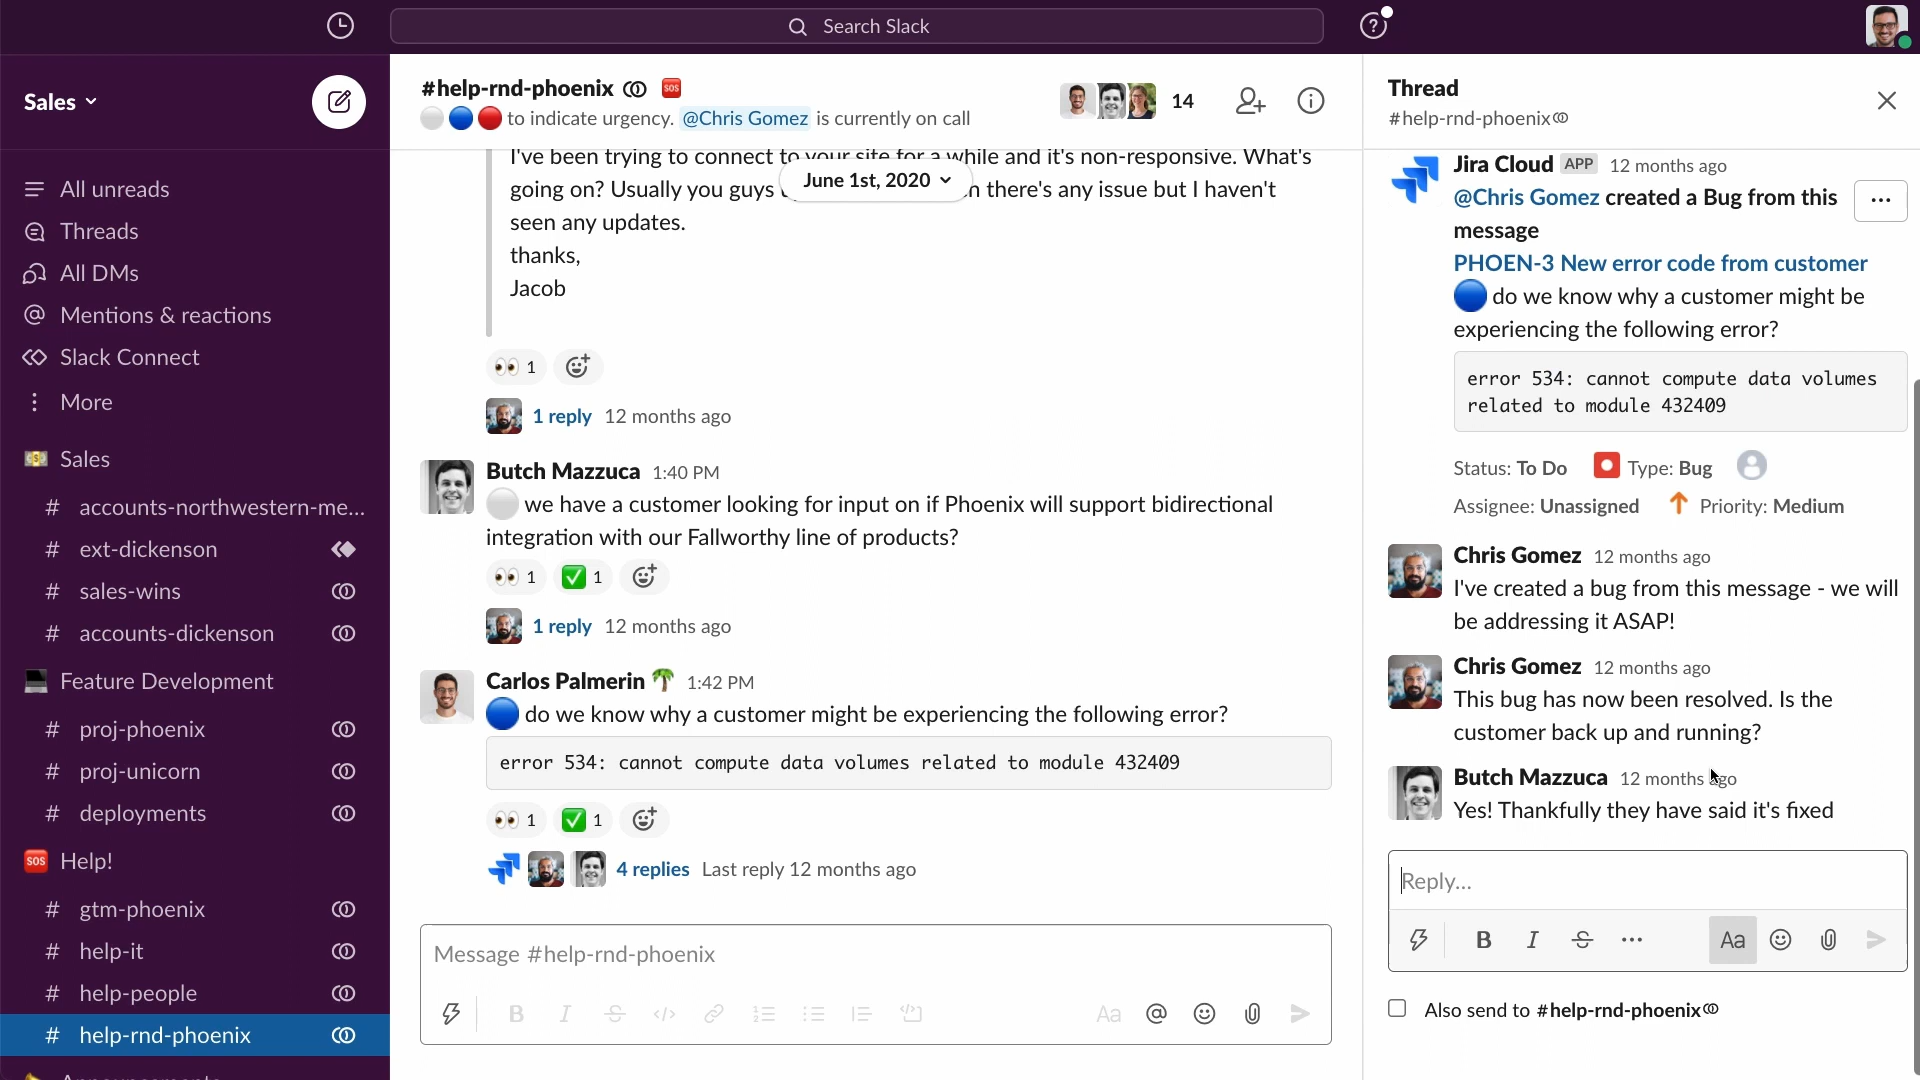 Search Slack
Sales
All unreads
Threads
All DMs
Mentions & reactions
Slack Connect
More
Sales
# accounts-northwestern-me...
# ext-dickenson
# sales-wins
# accounts-dickenson
Feature Development
# proj-phoenix
# proj-unicorn
# deployments
SOS Help!
# gtm-phoenix
# help-it
# help-people
# help-rnd-phoenix
#help-rnd-phoenix SOS
to indicate urgency. @Chris Gomez is currently on call
14
June 1st, 2020
I've been trying to connect to your site for a while and it's non-responsive. What's
going on? Usually you guys there's any issue but I haven't
seen any updates.
thanks,
Jacob
1
1 reply 12 months ago
Butch Mazzuca 1:40 PM
we have a customer looking for input on if Phoenix will support bidirectional
integration with our Fallworthy line of products?
1 1
1 reply 12 months ago
Carlos Palmerin 1:42 PM
do we know why a customer might be experiencing the following error?
error 534: cannot compute data volumes related to module 432409
1 1
4 replies Last reply 12 months ago
Message #help-rnd-phoenix
B I S Aa @
Thread
#help-rnd-phoenix
Jira Cloud APP 12 months ago
@Chris Gomez created a Bug from this
message
PHOEN-3 New error code from customer
do we know why a customer might be
experiencing the following error?
error 534: cannot compute data volumes
related to module 432409
Status: To Do Type: Bug
Assignee: Unassigned Priority: Medium
Chris Gomez 12 months ago
I've created a bug from this message - we will
be addressing it ASAP!
Chris Gomez 12 months ago
This bug has now been resolved. Is the
customer back up and running?
Butch Mazzuca 12 months ago
Yes! Thankfully they have said it's fixed
Reply...
B I S ... Aa
Also send to #help-rnd-phoenix